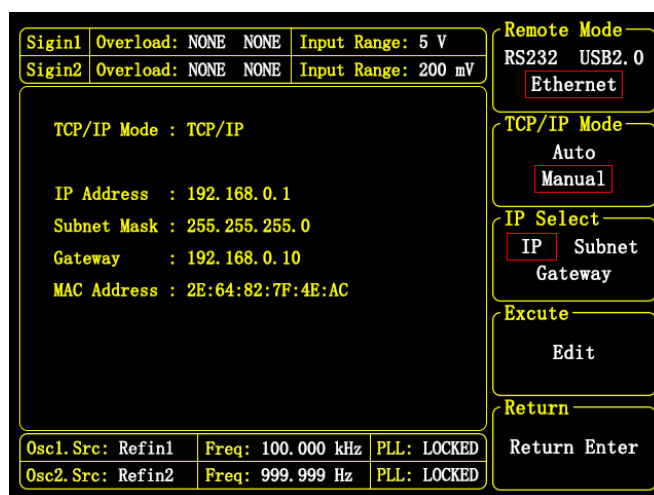 Sigin1 Overload: NONE NONE Input Range: 5 V
Sigin2 Overload: NONE NONE Input Range: 200 mV
TCP/IP Mode : TCP/IP
IP Address : 192.168.0.1
Subnet Mask : 255.255.255.0
Gateway : 192.168.0.10
MAC Address : 2E:64:82:7F:4E:AC
Osc1.Src: Refin1 Freq: 100.000 kHz PLL: LOCKED
Osc2.Src: Refin2 Freq: 999.999 Hz PLL: LOCKED
Remote Mode
RS232 USB2.0
Ethernet
TCP/IP Mode
Auto
Manual
IP Select
IP Subnet
Gateway
Excute
Edit
Return
Return Enter